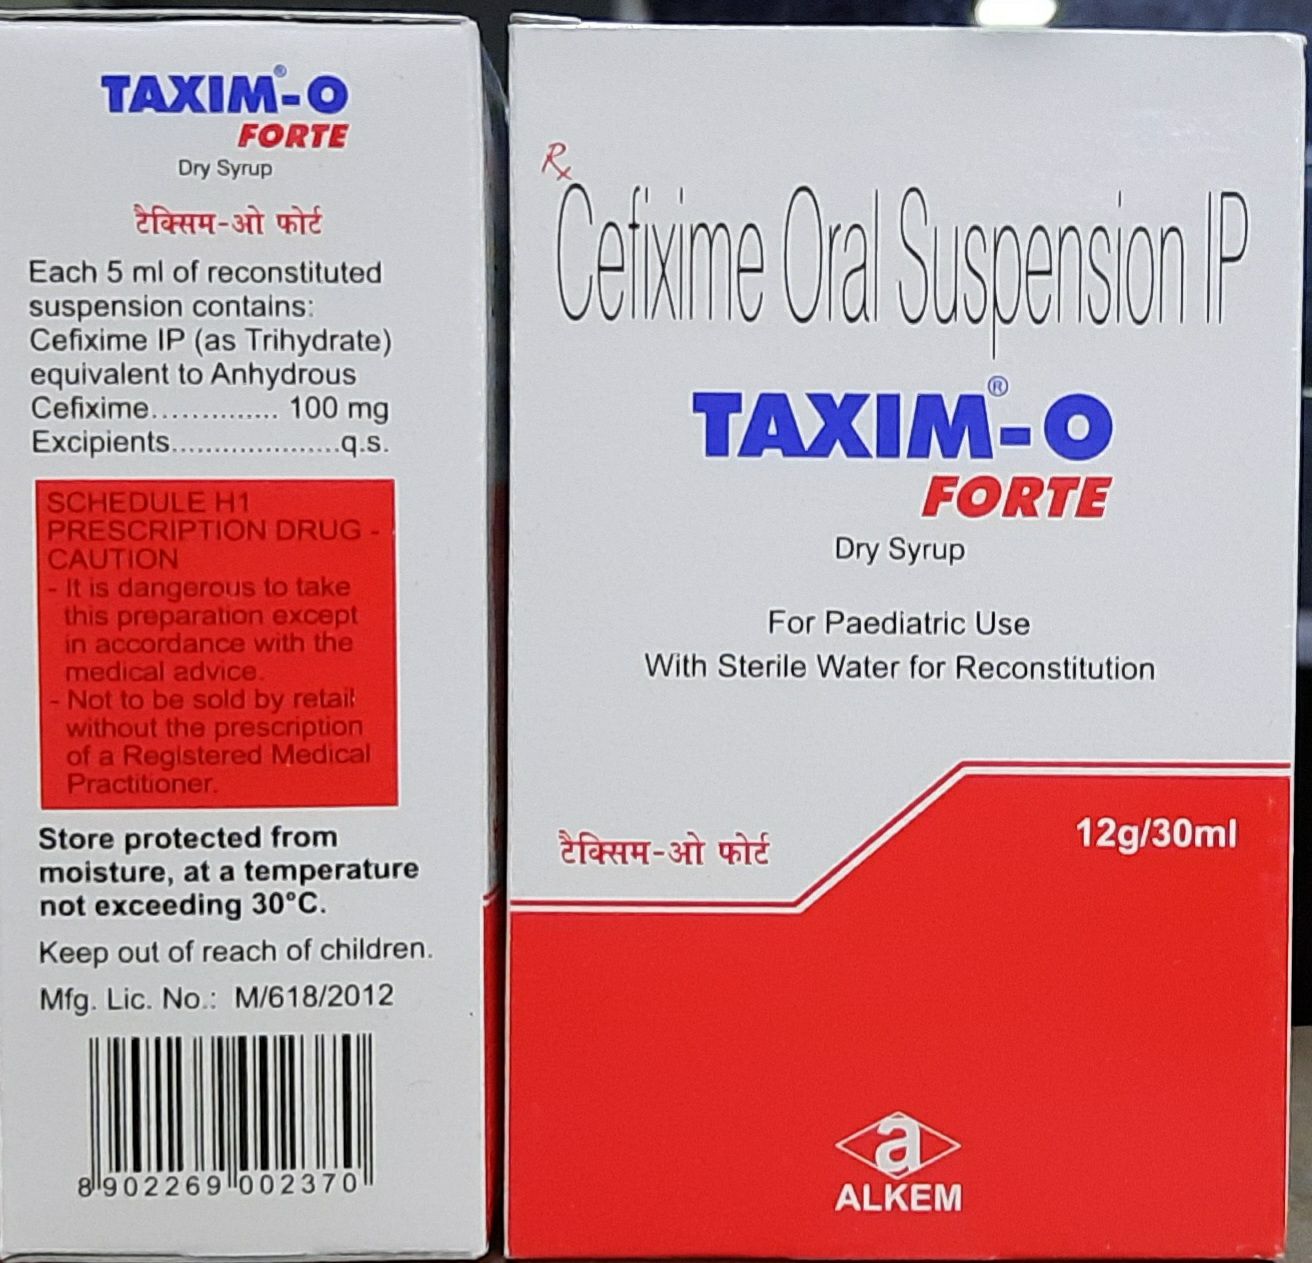 TAXIM®-O
FORTE
Dry Syrup
टैक्सिम-ओ फोर्ट
Each 5 ml of reconstituted
suspension contains:
Cefixime IP (as Trihydrate)
equivalent to Anhydrous
Cefixime.............. 100 mg
Excipients....................q.s.
SCHEDULE H1
PRESCRIPTION DRUG -
CAUTION
- It is dangerous to take
this preparation except
in accordance with the
medical advice.
- Not to be sold by retail
without the prescription
of a Registered Medical
Practitioner.
Store protected from
moisture, at a temperature
not exceeding 30°C.
Keep out of reach of children.
Mfg. Lic. No.: M/618/2012
8 902269 002370
Rx
Cefixime Oral Suspension IP
TAXIM®-O
FORTE
Dry Syrup
For Paediatric Use
With Sterile Water for Reconstitution
टैक्सिम-ओ फोर्ट
12g/30ml
a
ALKEM